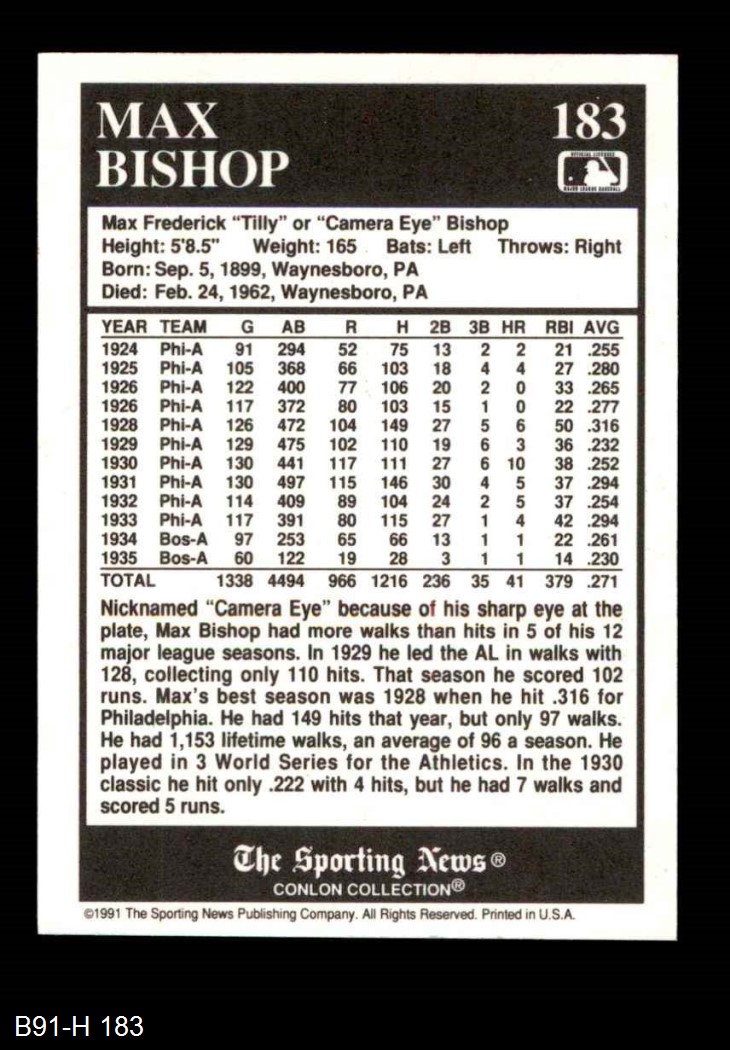 MAX
BISHOP
183
OFFICIAL LICENSEE
MAJOR LEAGUE BASEBALL
Max Frederick “Tilly” or “Camera Eye” Bishop
Height: 5'8.5" Weight: 165 Bats: Left Throws: Right
Born: Sep. 5, 1899, Waynesboro, PA
Died: Feb. 24, 1962, Waynesboro, PA
YEAR TEAM G AB R H 2B 3B HR RBI AVG
1924 Phi-A 91 294 52 75 13 2 2 21 .255
1925 Phi-A 105 368 66 103 18 4 4 27 .280
1926 Phi-A 122 400 77 106 20 2 0 33 .265
1926 Phi-A 117 372 80 103 15 1 0 22 .277
1928 Phi-A 126 472 104 149 27 5 6 50 .316
1929 Phi-A 129 475 102 110 19 6 3 36 .232
1930 Phi-A 130 441 117 111 27 6 10 38 .252
1931 Phi-A 130 497 115 146 30 4 5 37 .294
1932 Phi-A 114 409 89 104 24 2 5 37 .254
1933 Phi-A 117 391 80 115 27 1 4 42 .294
1934 Bos-A 97 253 65 66 13 1 1 22 .261
1935 Bos-A 60 122 19 28 3 1 1 14 .230
TOTAL 1338 4494 966 1216 236 35 41 379 .271
Nicknamed “Camera Eye” because of his sharp eye at the
plate, Max Bishop had more walks than hits in 5 of his 12
major league seasons. In 1929 he led the AL in walks with
128, collecting only 110 hits. That season he scored 102
runs. Max’s best season was 1928 when he hit .316 for
Philadelphia. He had 149 hits that year, but only 97 walks.
He had 1,153 lifetime walks, an average of 96 a season. He
played in 3 World Series for the Athletics. In the 1930
classic he hit only .222 with 4 hits, but he had 7 walks and
scored 5 runs.
The Sporting News®
CONLON COLLECTION®
©1991 The Sporting News Publishing Company. All Rights Reserved. Printed in U.S.A.
B91-H 183